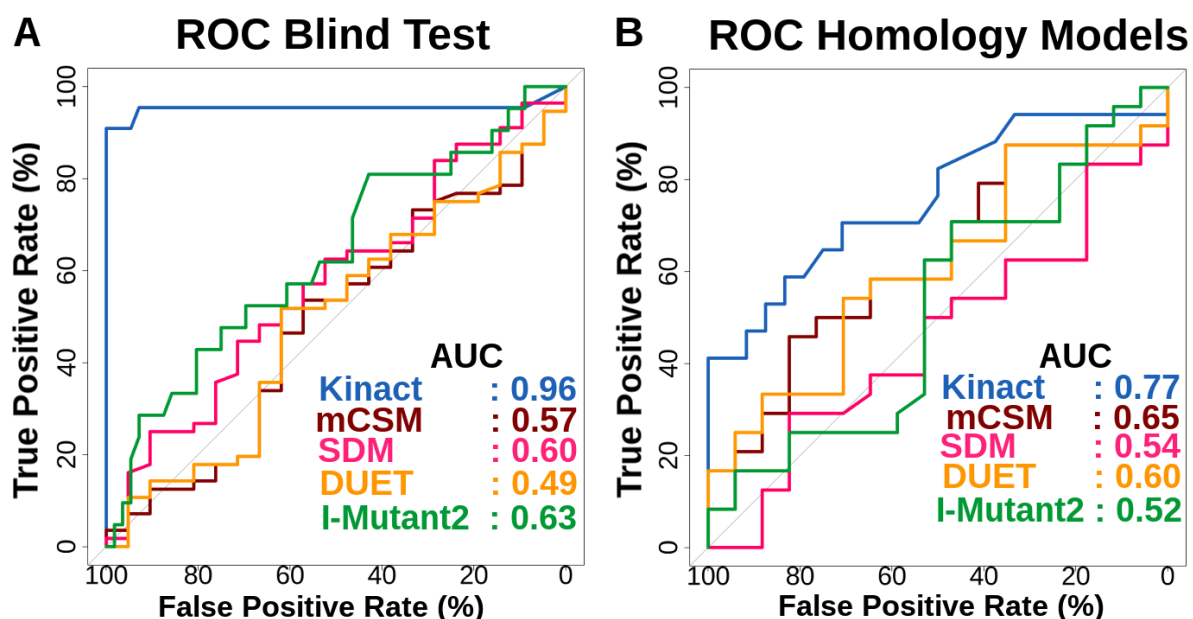 A
ROC Blind Test
True Positive Rate (%)
100
80
60
40
20
0
AUC
Kinact : 0.96
mCSM : 0.57
SDM : 0.60
DUET : 0.49
I-Mutant2 : 0.63
100 80 60 40 20 0
False Positive Rate (%)
B
ROC Homology Models
True Positive Rate (%)
100
80
60
40
20
0
AUC
Kinact : 0.77
mCSM : 0.65
SDM : 0.54
DUET : 0.60
I-Mutant2 : 0.52
100 80 60 40 20 0
False Positive Rate (%)